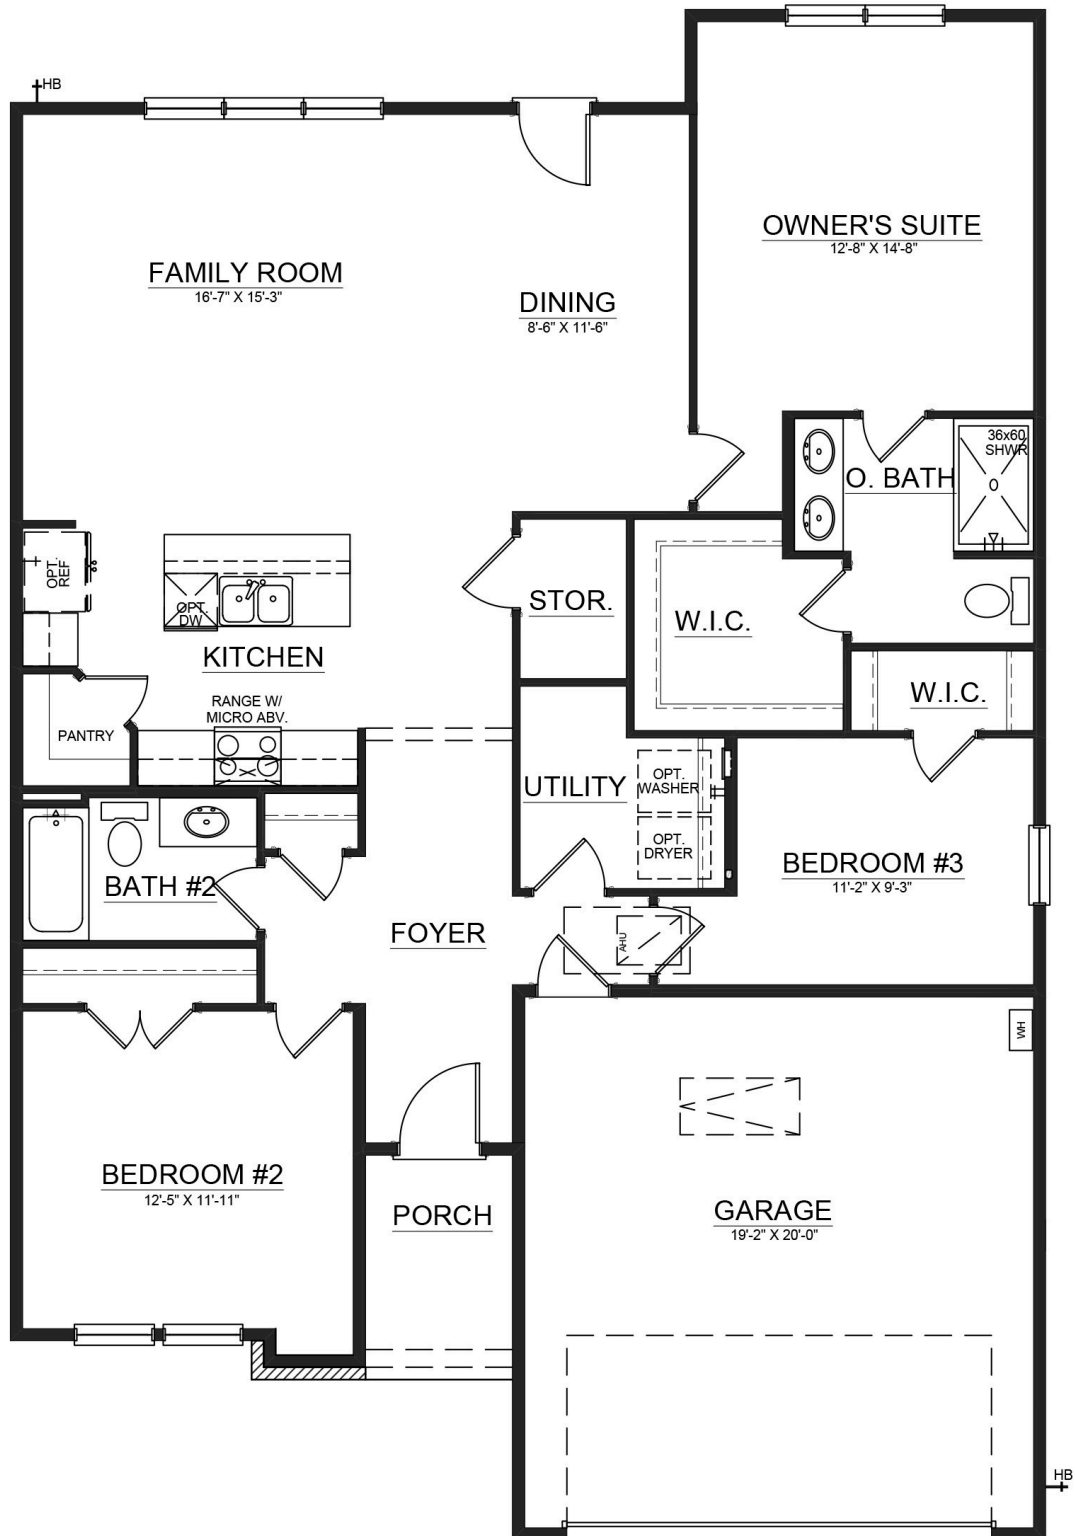 HB
OWNER'S SUITE
12'-8" X 14'-8"
FAMILY ROOM
16'-7" X 15'-3"
DINING
8'-6" X 11'-6"
36x60
SHWR
O. BATH
OPT.
REF
OPT.
DW
STOR.
W.I.C.
KITCHEN
W.I.C.
RANGE W/
MICRO ABV.
PANTRY
UTILITY
OPT.
WASHER
OPT.
DRYER
BEDROOM #3
11'-2" X 9'-3"
BATH #2
FOYER
AHU
WH
BEDROOM #2
12'-5" X 11'-11"
PORCH
GARAGE
19'-2" X 20'-0"
HB